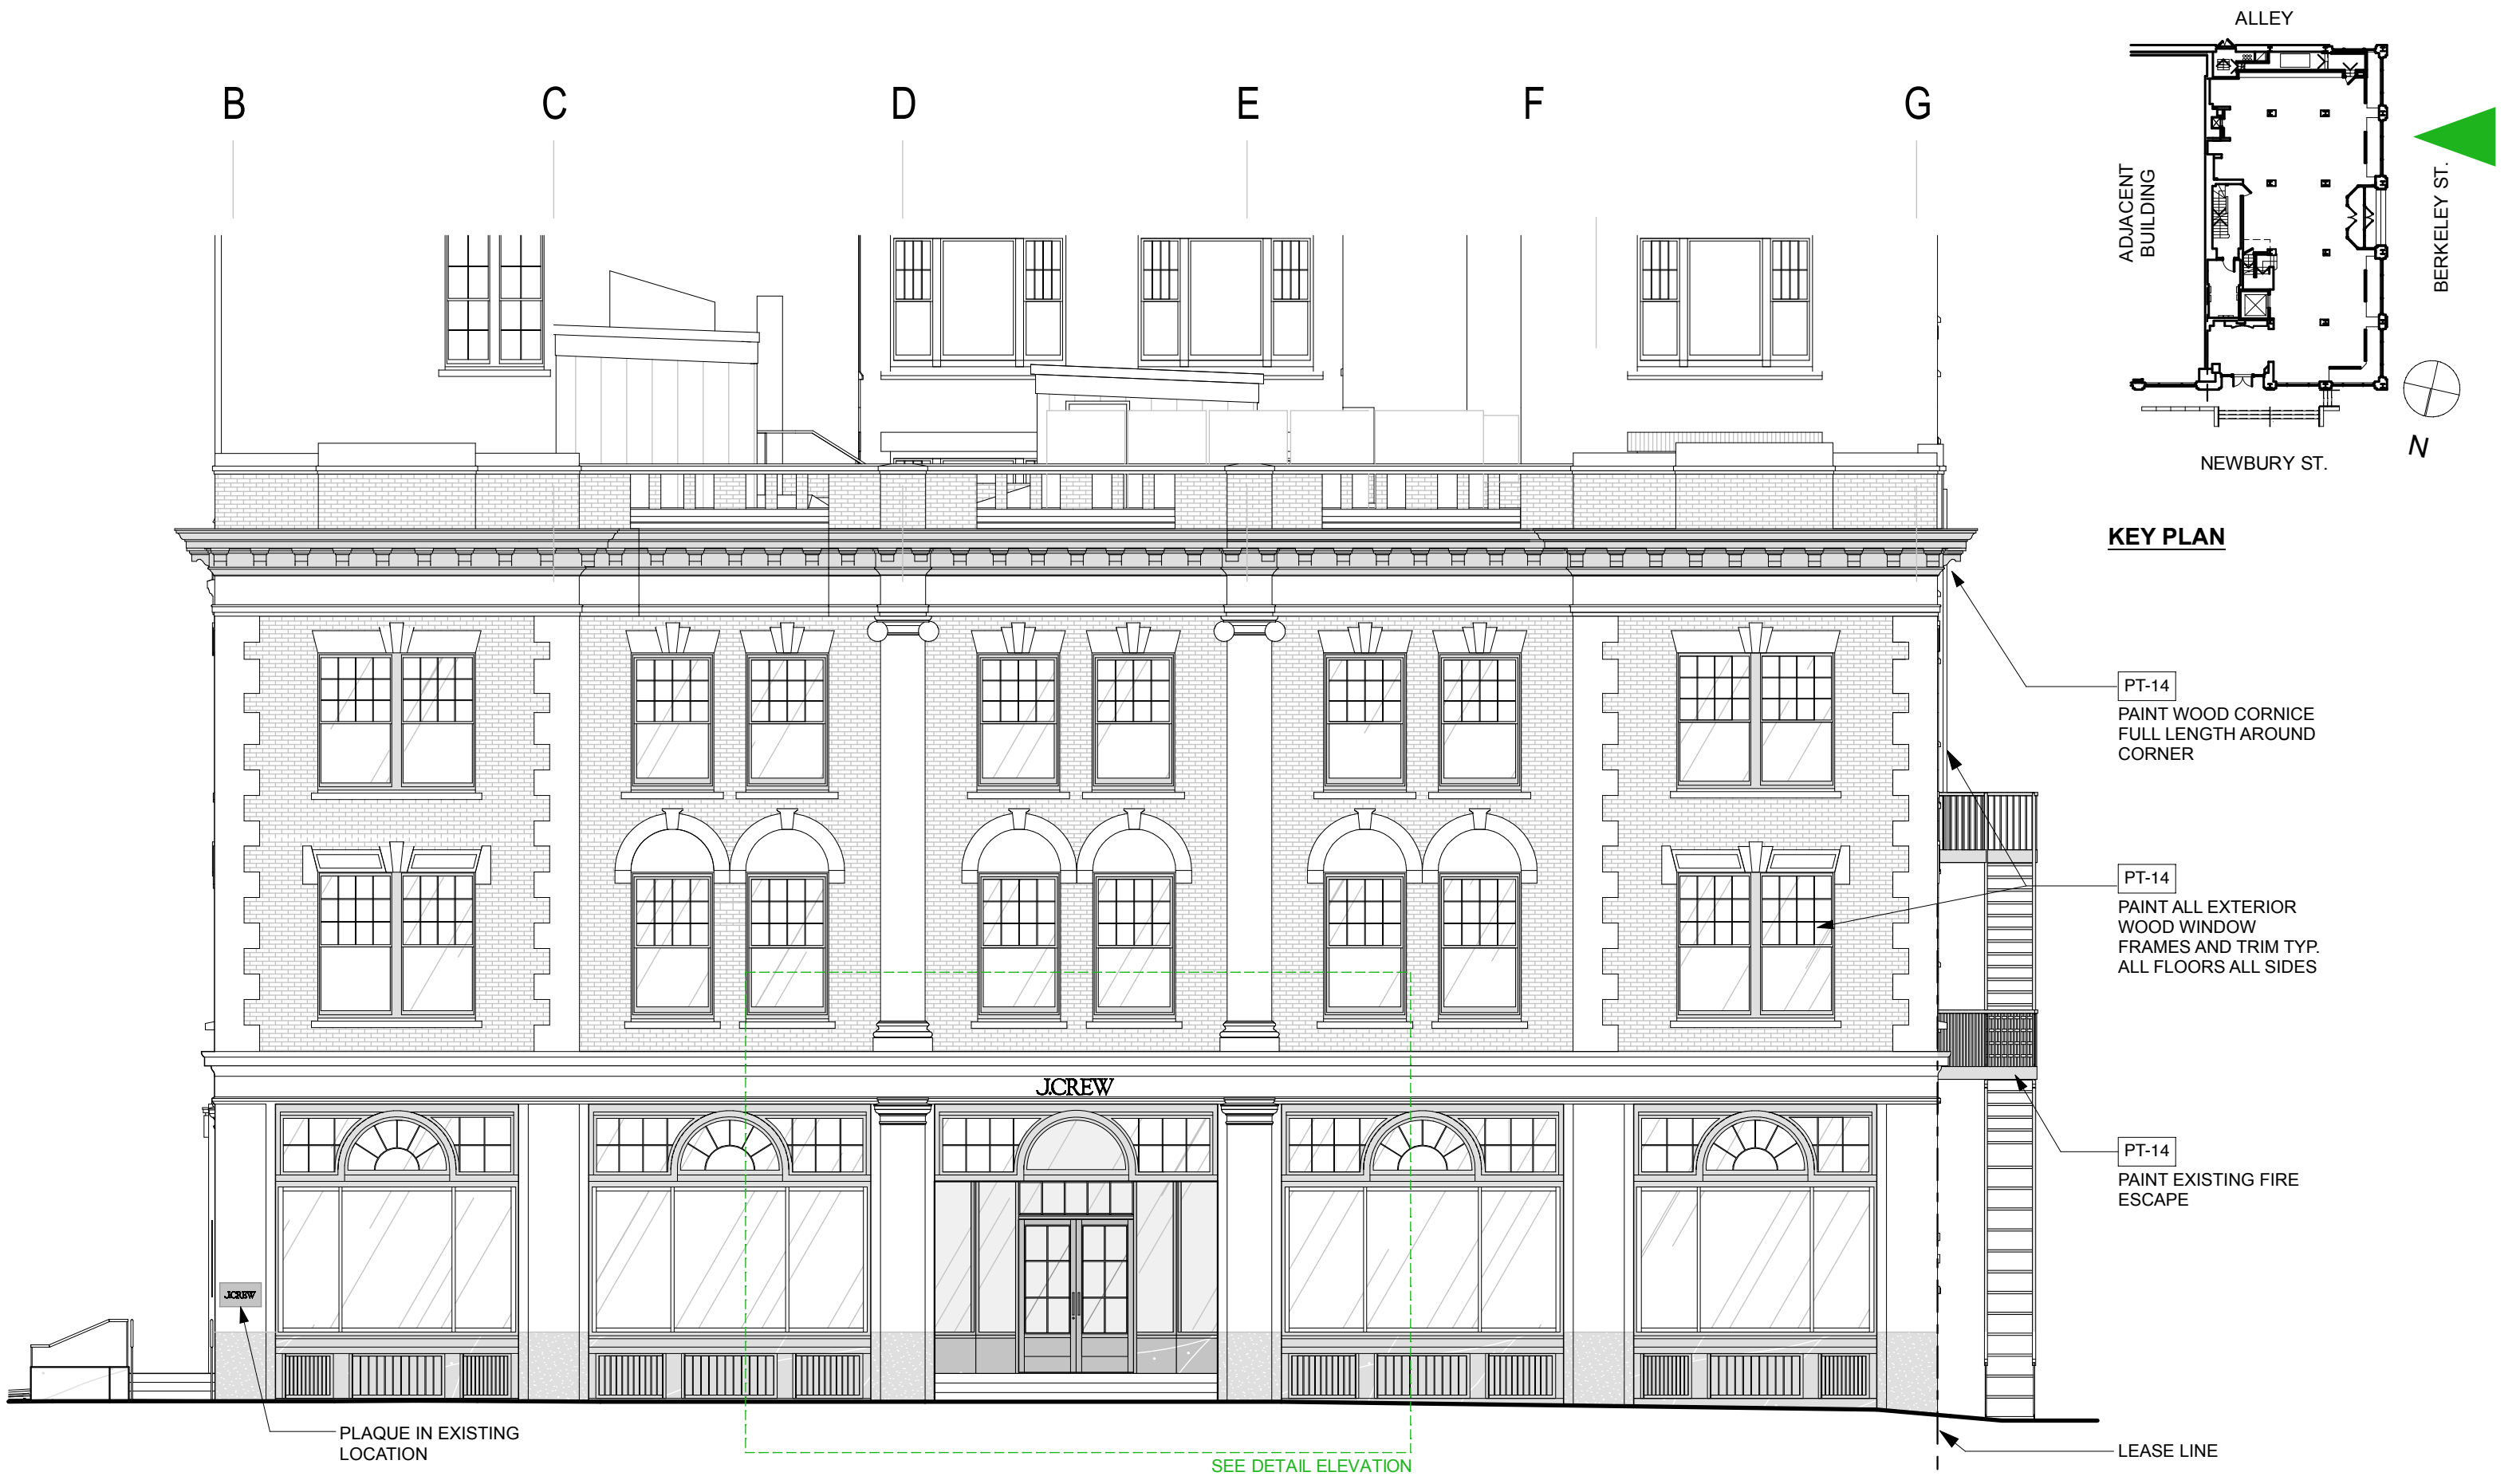 ALLEY
B C D E F G
ADJACENT
BUILDING
BERKELEY ST.
N
NEWBURY ST.
KEY PLAN
PT-14
PAINT WOOD CORNICE
FULL LENGTH AROUND
CORNER
PT-14
PAINT ALL EXTERIOR
WOOD WINDOW
FRAMES AND TRIM TYP.
ALL FLOORS ALL SIDES
J.CREW
PT-14
PAINT EXISTING FIRE
ESCAPE
J.CREW
PLAQUE IN EXISTING
LOCATION
SEE DETAIL ELEVATION
LEASE LINE